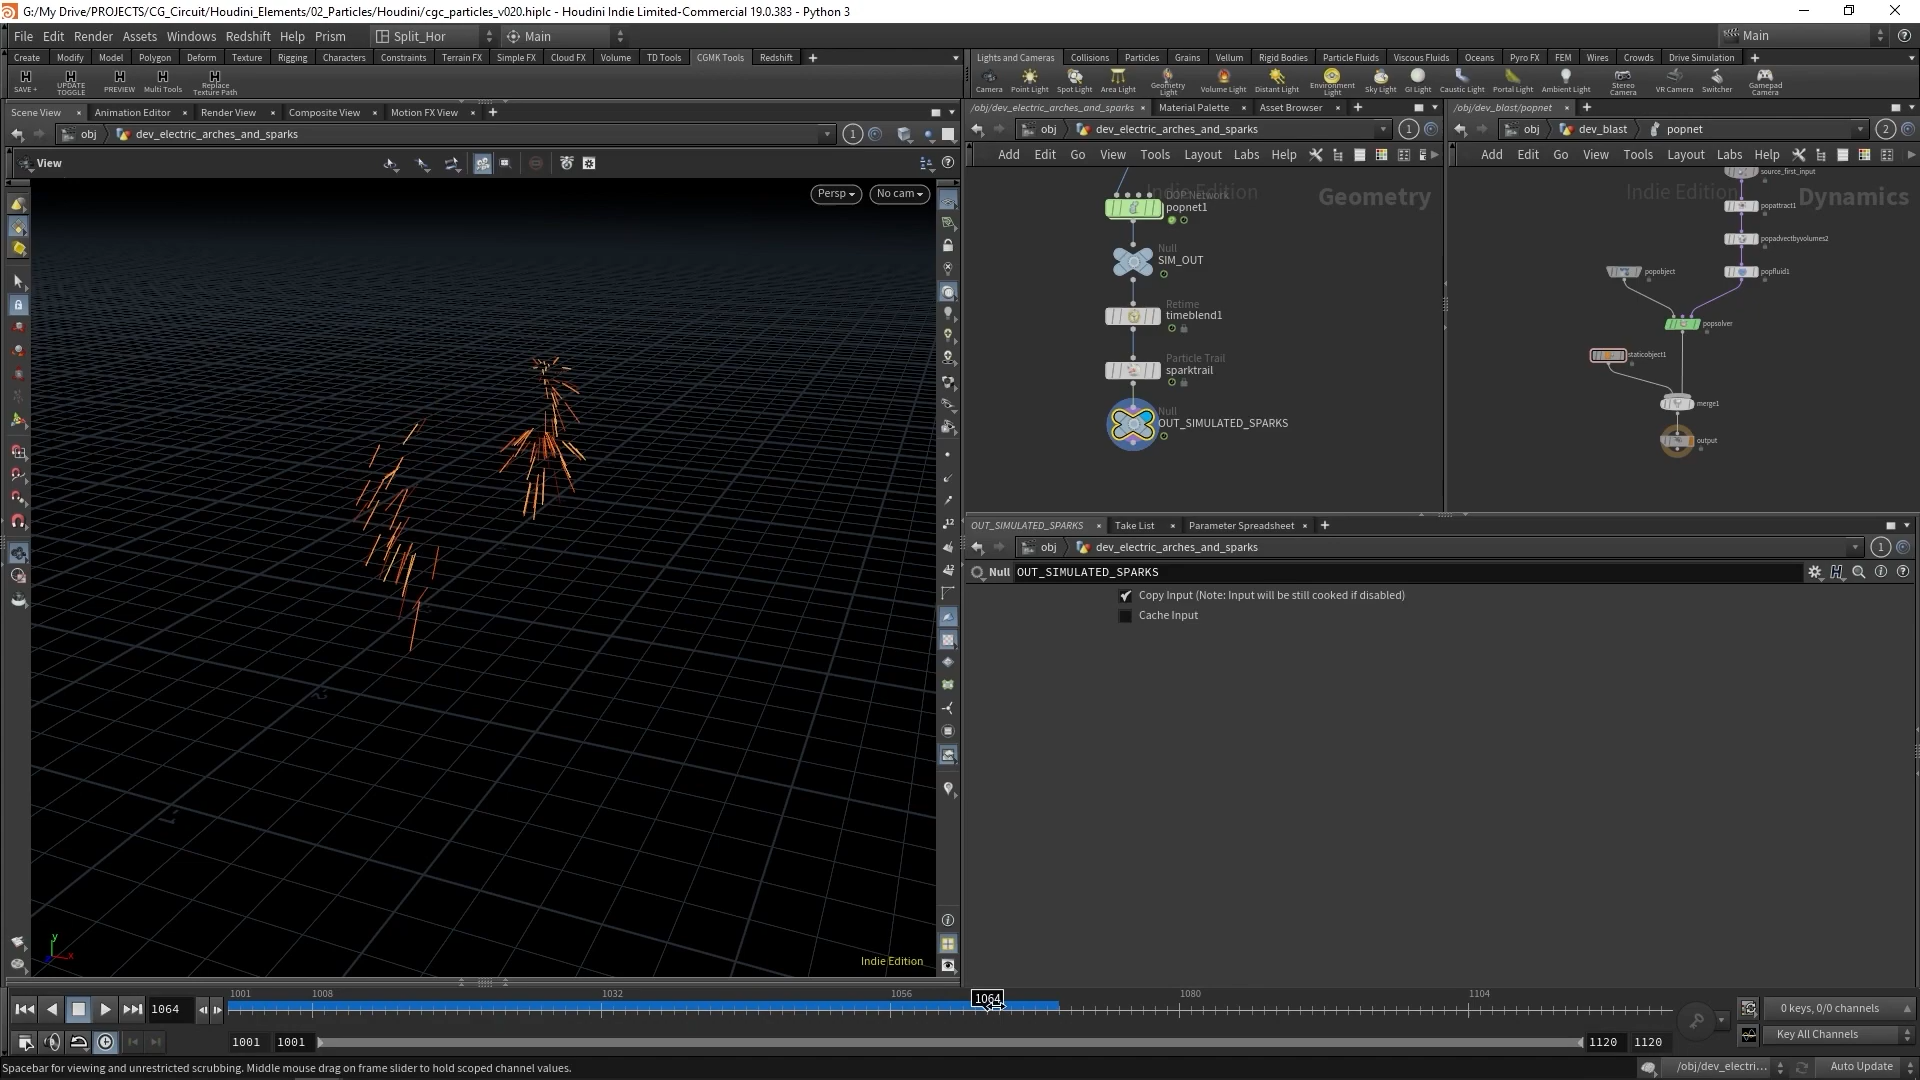 G:/My Drive/PROJECTS/CG_Circuit/Houdini_Elements/02_Particles/Houdini/cgc_particles_v020.hiplc - Houdini Indie Limited-Commercial 19.0.383 - Python 3
File Edit Render Assets Windows Redshift Help Prism Split_Hor Main Main
Create Modify Model Polygon Deform Texture Rigging Characters Constraints Terrain FX Simple FX Cloud FX Volume TD Tools CGMK Tools Redshift
Lights and Cameras Collisions Particles Grains Vellum Rigid Bodies Particle Fluids Viscous Fluids Oceans Pyro FX FEM Wires Crowds Drive Simulation
SAVE + UPDATE TOGGLE PREVIEW Multi Tools Replace Texture Path
Camera Point Light Spot Light Area Light Geometry Light Volume Light Distant Light Environment Light Sky Light GI Light Caustic Light Portal Light Ambient Light Stereo Camera VR Camera Switcher Gamepad Camera
Scene View Animation Editor Render View Composite View Motion FX View
/obj/dev_electric_arches_and_sparks Material Palette Asset Browser
/obj/dev_blast/popnet
obj dev_electric_arches_and_sparks 1
obj dev_electric_arches_and_sparks 1
obj dev_blast popnet 2
View
Add Edit Go View Tools Layout Labs Help
Add Edit Go View Tools Layout Labs Help
Persp No cam
Indie Edition Geometry
DOP Network
popnet1
Null
SIM_OUT
Retime
timeblend1
Particle Trail
sparktrail
Null
OUT_SIMULATED_SPARKS
Indie Edition Dynamics
source_first_input
popattract1
popadvectbyvolumes2
popobject popfluid1
popsolver
staticobject1
merge1
output
OUT_SIMULATED_SPARKS Take List Parameter Spreadsheet
obj dev_electric_arches_and_sparks 1
Null OUT_SIMULATED_SPARKS
Copy Input (Note: Input will be still cooked if disabled)
Cache Input
Indie Edition
y
x
1064 1001 1008 1032 1056 1064 1080 1104
0 keys, 0/0 channels
1001 1001 1120 1120 Key All Channels
Spacebar for viewing and unrestricted scrubbing. Middle mouse drag on frame slider to hold scoped channel values.
/obj/dev_electri... Auto Update